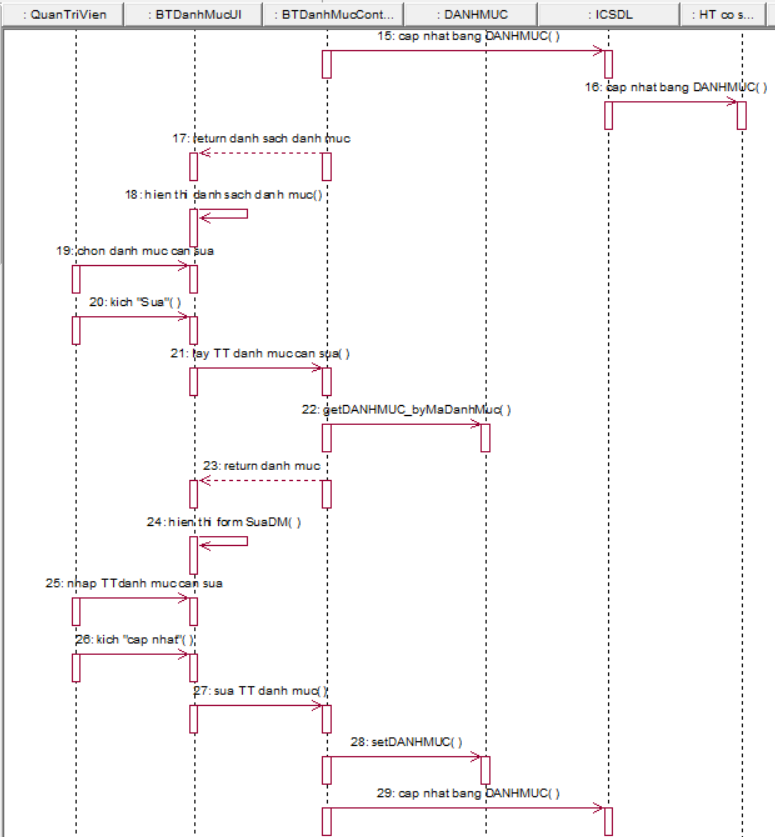 : QuanTriVien
: BTDanhMucUI
: BTDanhMucCont...
: DANHMUC
: ICSDL
: HT co s...
15: cap nhat bang DANHMUC( )
16: cap nhat bang DANHMUC( )
17: return danh sach danh muc
18: hien thi danh sach danh muc()
19: chon danh muc can sua
20: kich "Sua"( )
21: lay TT danh muc can sua( )
22: getDANHMUC_byMaDanhMuc( )
23: return danh muc
24: hien thi form SuaDM( )
25: nhap TTdanh muc can sua
26: kich "cap nhat"( )
27: sua TT danh muc( )
28: setDANHMUC( )
29: cap nhat bang DANHMUC( )